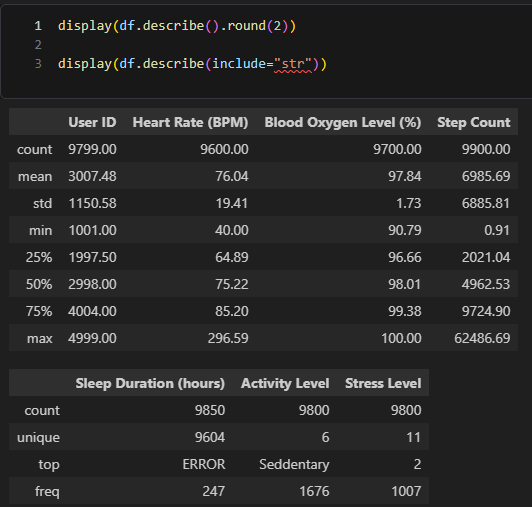 1 display(df.describe().round(2))
2
3 display(df.describe(include="str"))
User ID Heart Rate (BPM) Blood Oxygen Level (%) Step Count
count 9799.00 9600.00 9700.00 9900.00
mean 3007.48 76.04 97.84 6985.69
std 1150.58 19.41 1.73 6885.81
min 1001.00 40.00 90.79 0.91
25% 1997.50 64.89 96.66 2021.04
50% 2998.00 75.22 98.01 4962.53
75% 4004.00 85.20 99.38 9724.90
max 4999.00 296.59 100.00 62486.69
Sleep Duration (hours) Activity Level Stress Level
count 9850 9800 9800
unique 9604 6 11
top ERROR Seddentary 2
freq 247 1676 1007